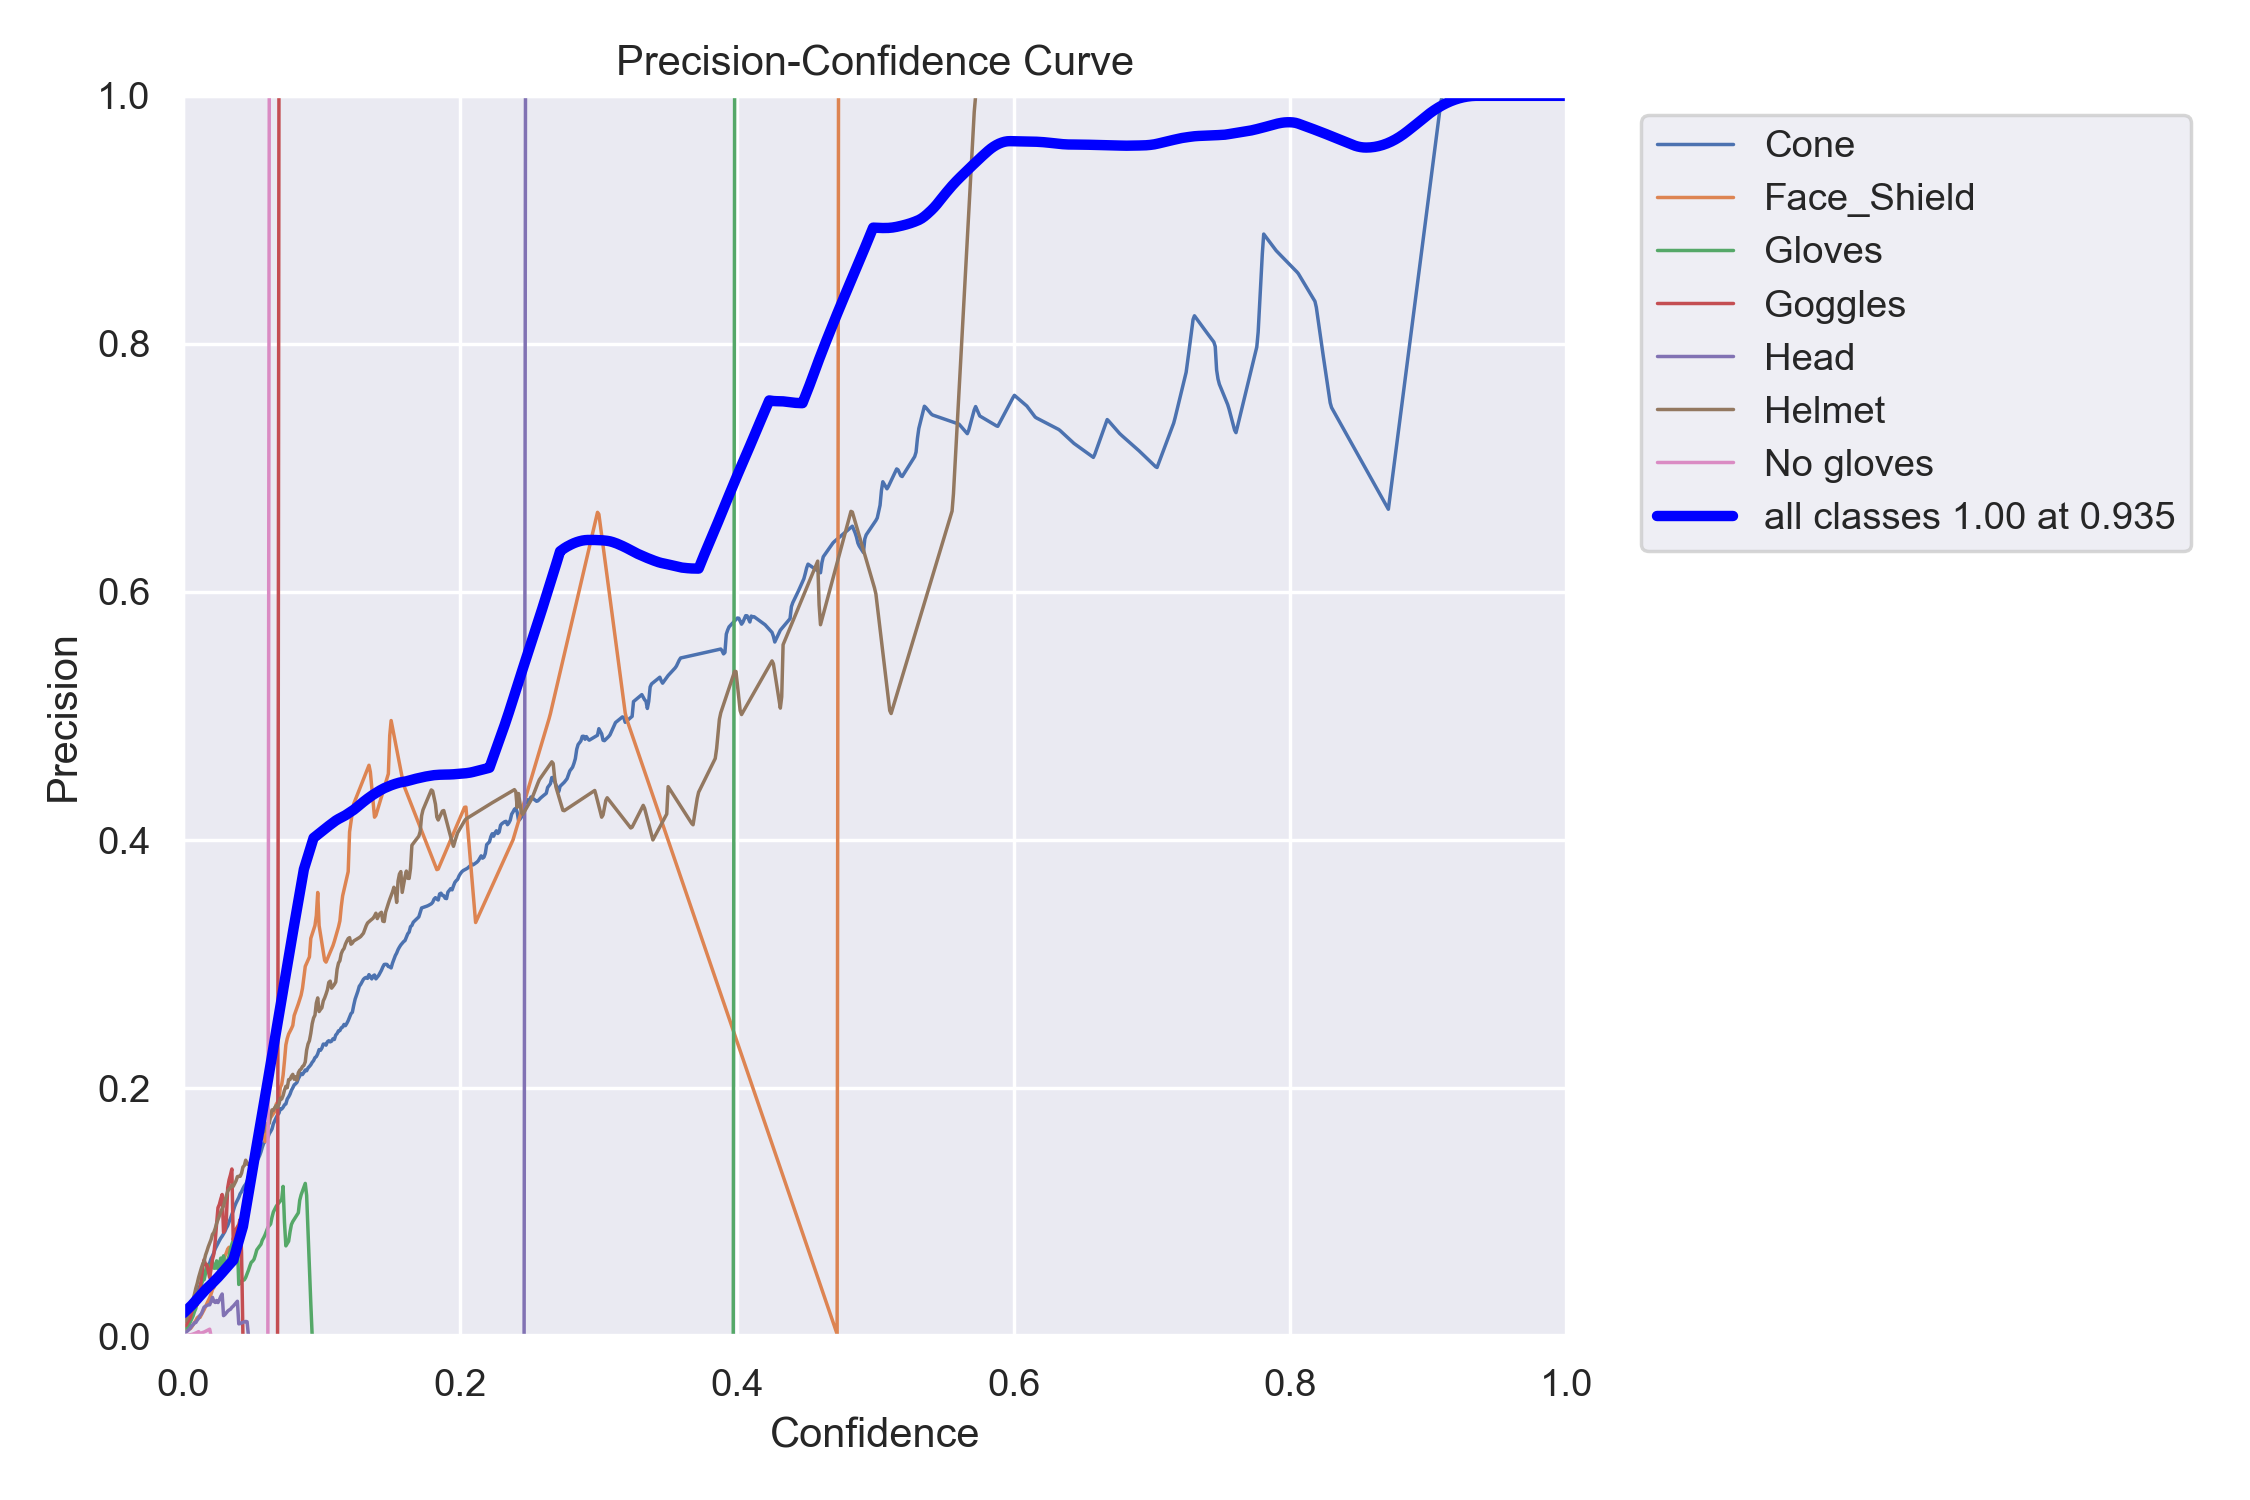 Precision-Confidence Curve
1.0
0.8
0.6
0.4
0.2
0.0
Precision
0.0 0.2 0.4 0.6 0.8 1.0
Confidence
Cone
Face_Shield
Gloves
Goggles
Head
Helmet
No gloves
all classes 1.00 at 0.935